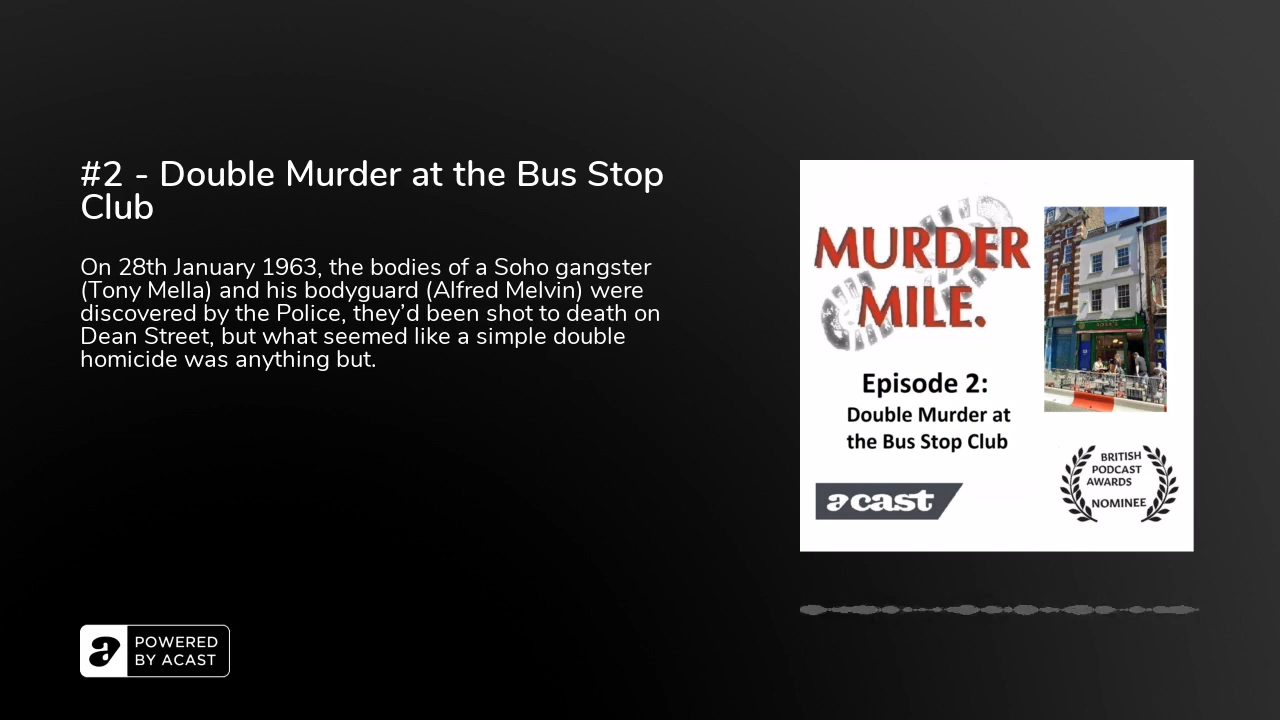 #2 - Double Murder at the Bus Stop
Club
On 28th January 1963, the bodies of a Soho gangster
(Tony Mella) and his bodyguard (Alfred Melvin) were
discovered by the Police, they’d been shot to death on
Dean Street, but what seemed like a simple double
homicide was anything but.
MURDER
MILE.
Episode 2:
Double Murder at
the Bus Stop Club
acast
BRITISH
PODCAST
AWARDS
NOMINEE
POWERED
BY ACAST